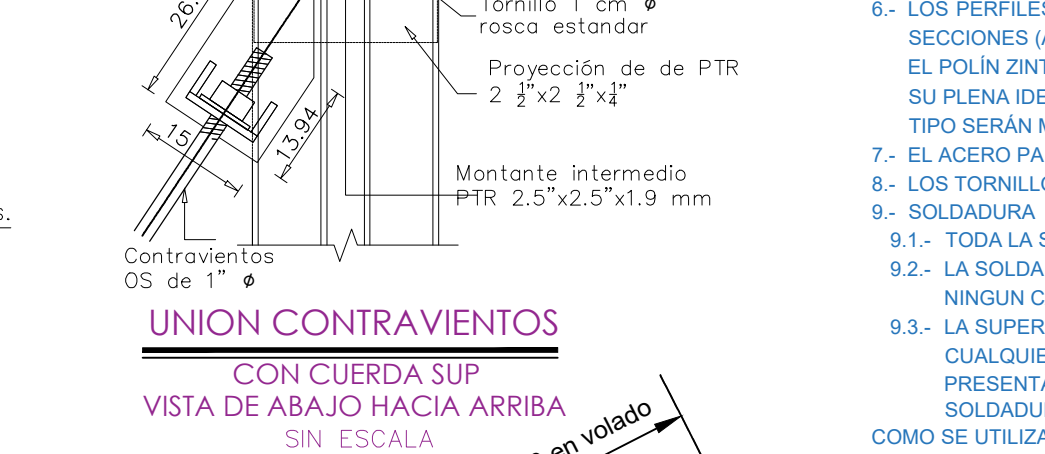 26.
Tornillo 1 cm ø
rosca estandar
Proyección de de PTR
2 ½"x2 ½"x¼"
15
13.94
Montante intermedio
PTR 2.5"x2.5"x1.9 mm
Contravientos
OS de 1" ø
UNION CONTRAVIENTOS
CON CUERDA SUP
VISTA DE ABAJO HACIA ARRIBA
SIN ESCALA
en volado
s.
6.- LOS PERFILES
SECCIONES (A
EL POLÍN ZINT
SU PLENA IDE
TIPO SERÁN M
7.- EL ACERO PA
8.- LOS TORNILLO
9.- SOLDADURA
9.1.- TODA LA S
9.2.- LA SOLDA
NINGUN C
9.3.- LA SUPER
CUALQUIE
PRESENTA
SOLDADU
COMO SE UTILIZA